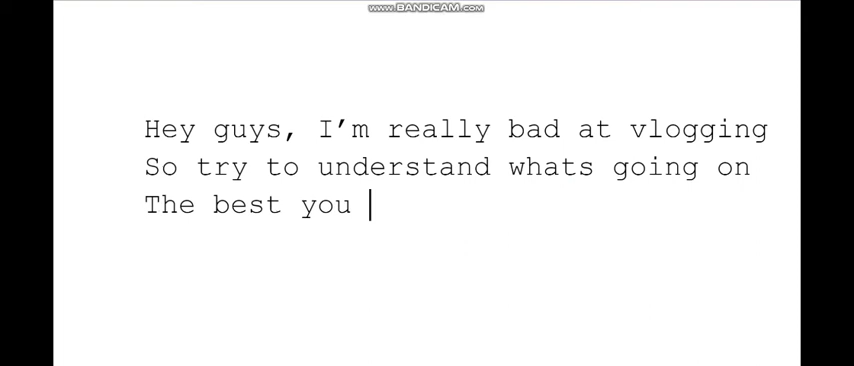 www.BANDICAM.com
Hey guys, I’m really bad at vlogging
So try to understand whats going on
The best you